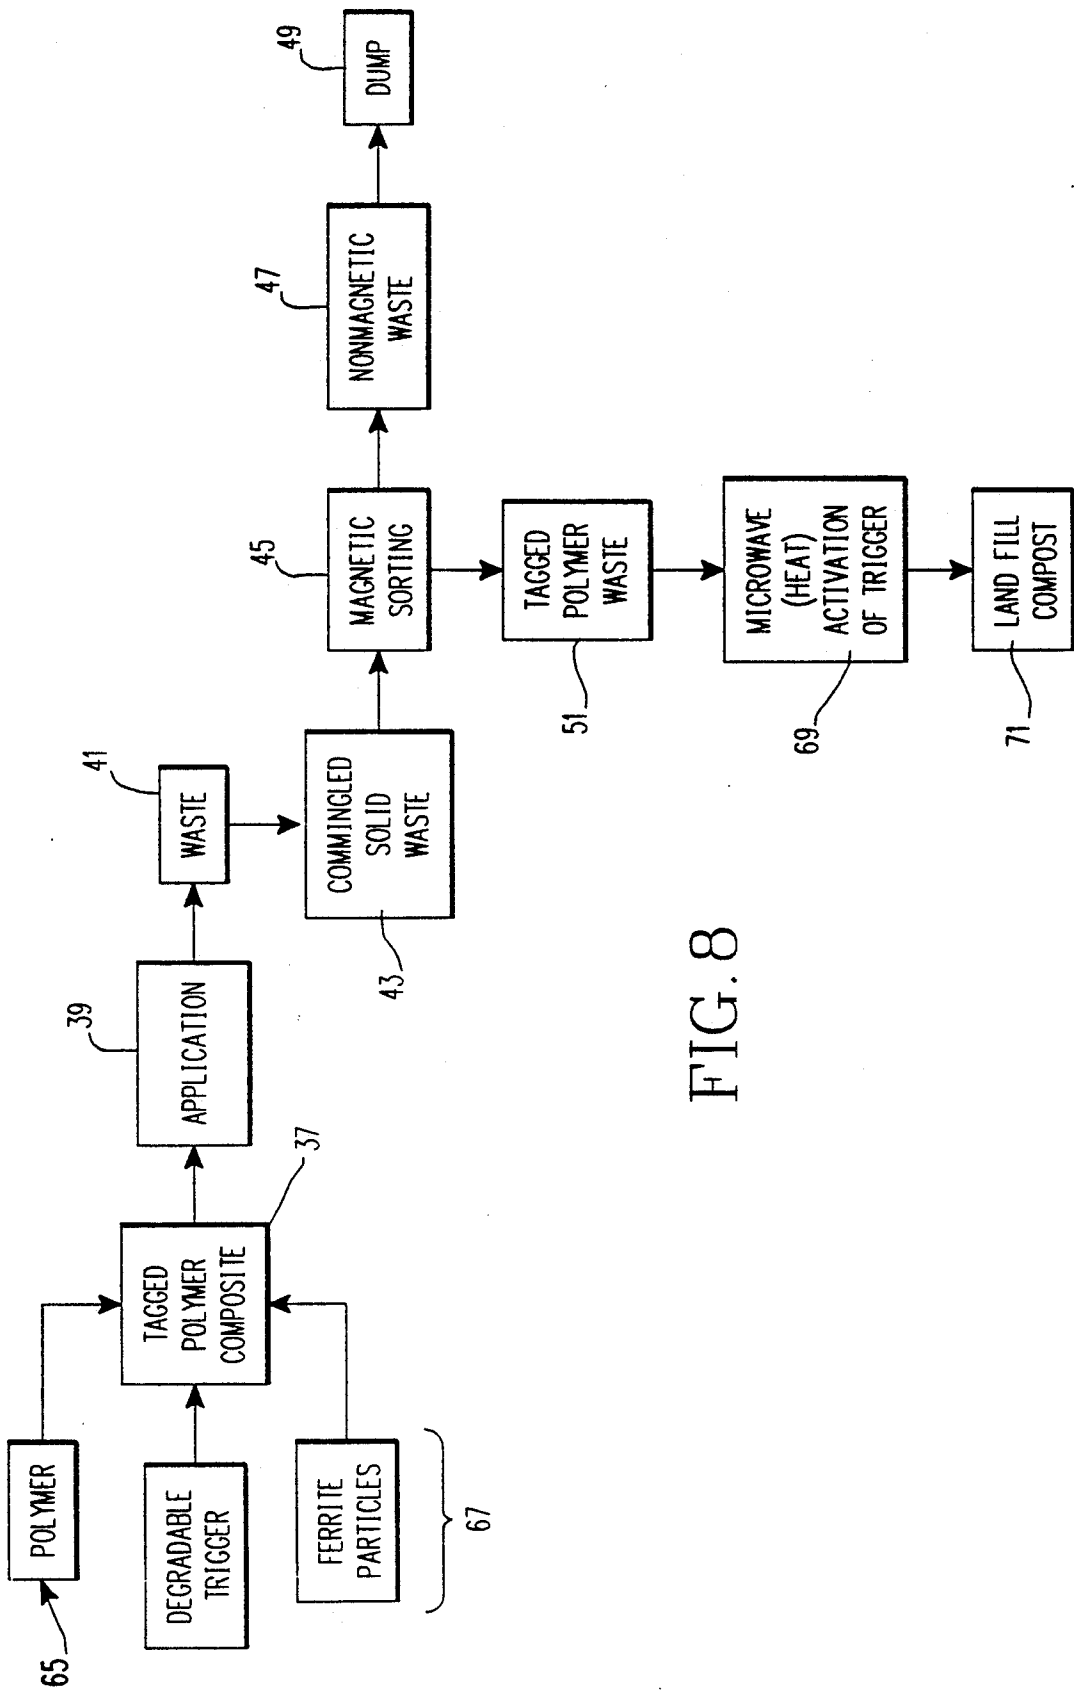 65
POLYMER
DEGRADABLE
TRIGGER
FERRITE
PARTICLES
67
TAGGED
POLYMER
COMPOSITE
37
39
APPLICATION
41
WASTE
COMMINGLED
SOLID
WASTE
43
45
MAGNETIC
SORTING
47
NONMAGNETIC
WASTE
49
DUMP
TAGGED
POLYMER
WASTE
51
MICROWAVE
(HEAT)
ACTIVATION
OF TRIGGER
69
LAND FILL
COMPOST
71
FIG. 8